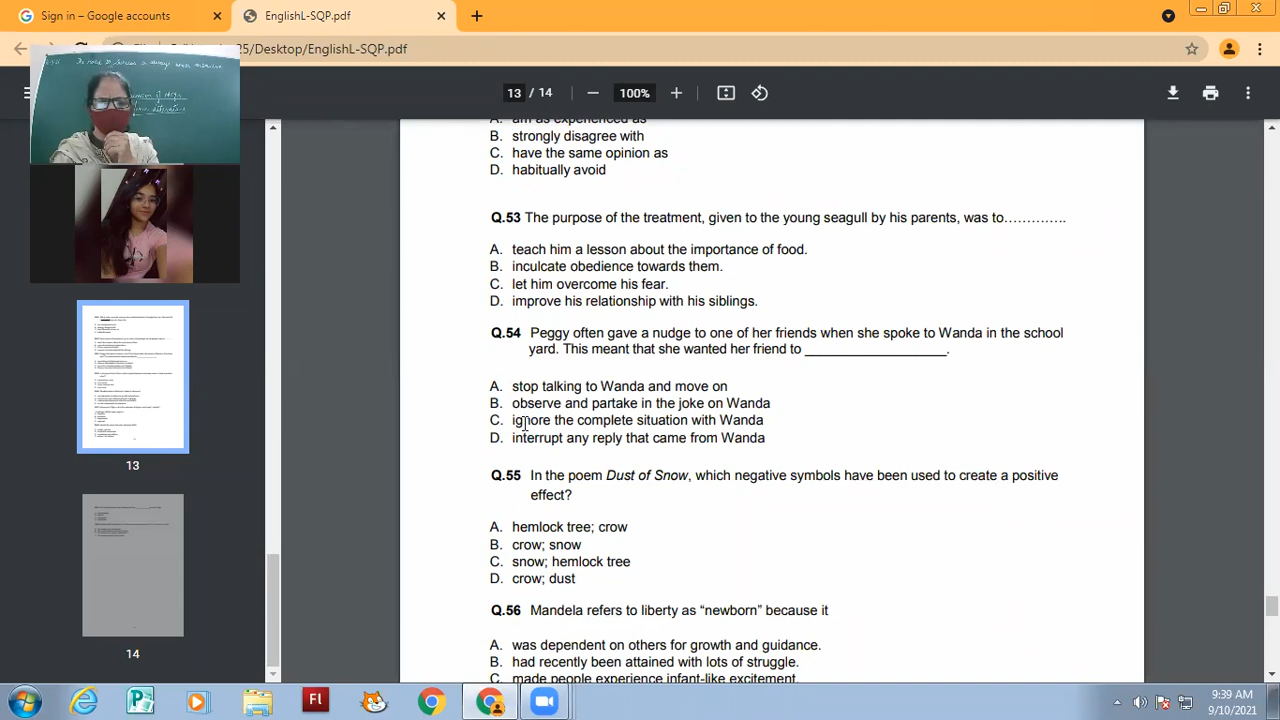 Sign in – Google accounts
EnglishL-SQP.pdf
25/Desktop/EnglishL-SQP.pdf
13 / 14
100%
A. am as experienced as
B. strongly disagree with
C. have the same opinion as
D. habitually avoid
Q.53 The purpose of the treatment, given to the young seagull by his parents, was to…………..
A. teach him a lesson about the importance of food.
B. inculcate obedience towards them.
C. let him overcome his fear.
D. improve his relationship with his siblings.
Q.54 Peggy often gave a nudge to one of her friends when she spoke to Wanda in the school
yard. This meant that she wanted her friend to __________________.
A. stop talking to Wanda and move on
B. observe and partake in the joke on Wanda
C. ignore the complete situation with Wanda
D. interrupt any reply that came from Wanda
Q.55 In the poem Dust of Snow, which negative symbols have been used to create a positive
effect?
A. hemlock tree; crow
B. crow; snow
C. snow; hemlock tree
D. crow; dust
Q.56 Mandela refers to liberty as “newborn” because it
A. was dependent on others for growth and guidance.
B. had recently been attained with lots of struggle.
C. made people experience infant-like excitement.
13
14
9:39 AM
9/10/2021